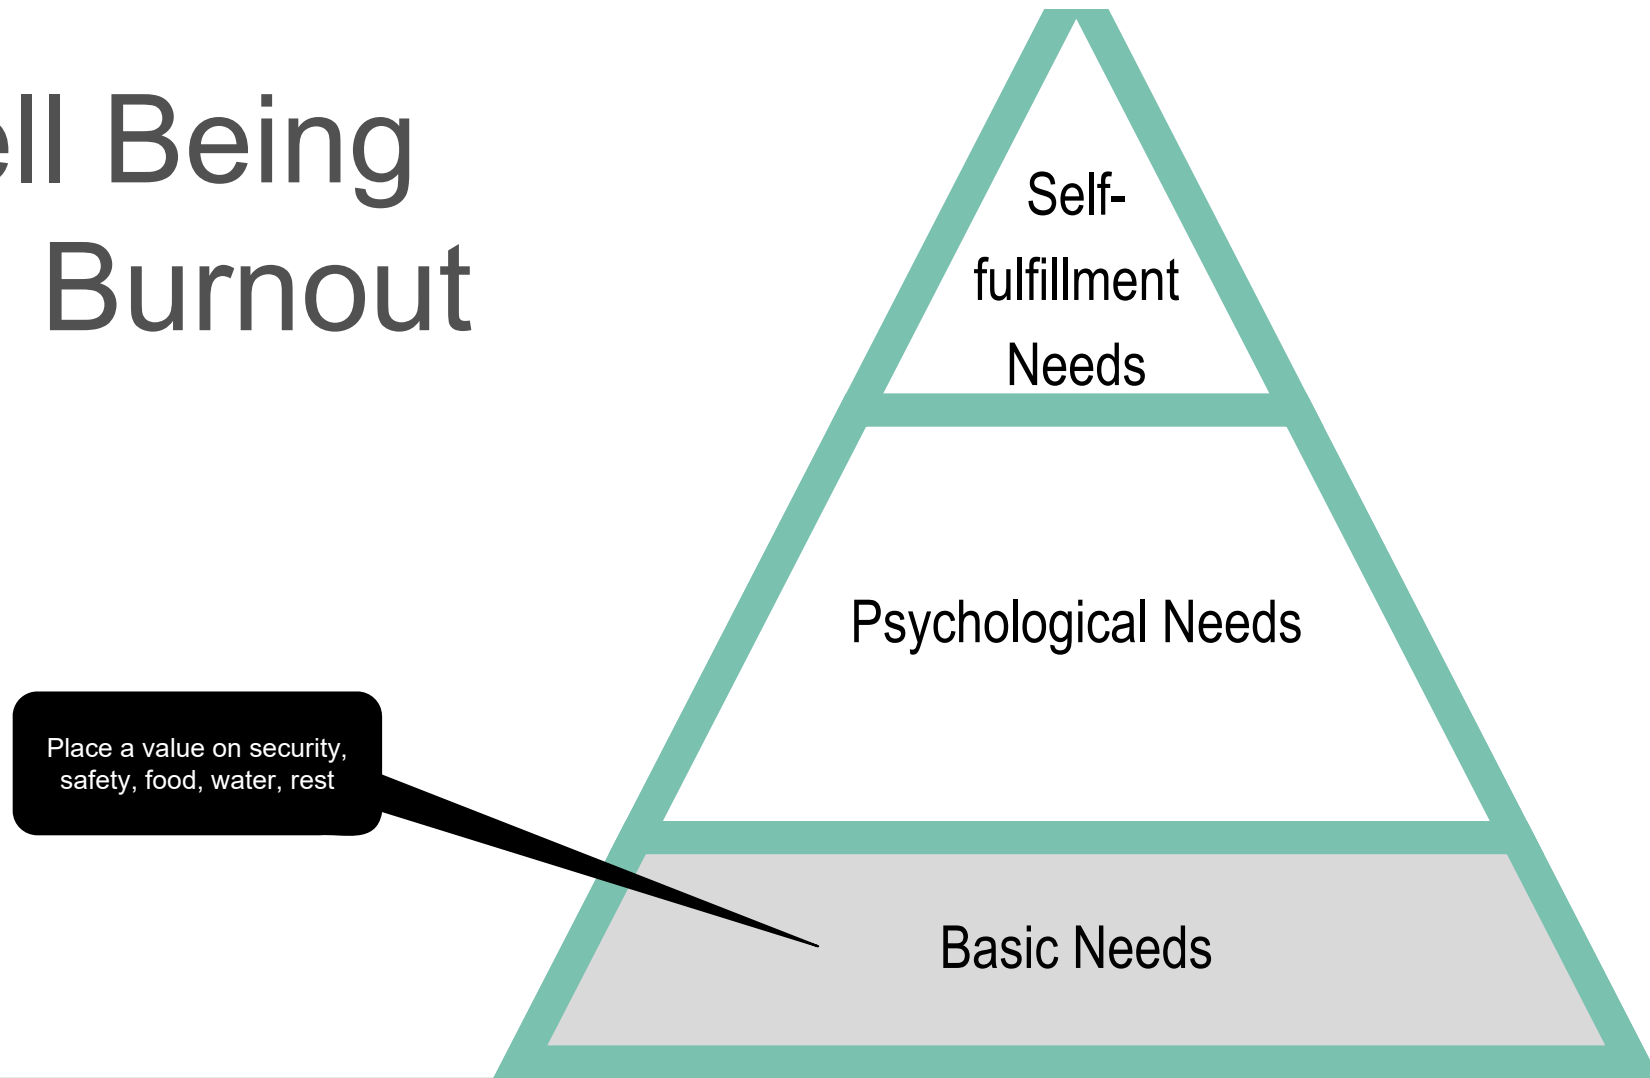 ell Being
Burnout
Self-
fulfillment
Needs
Psychological Needs
Place a value on security,
safety, food, water, rest
Basic Needs